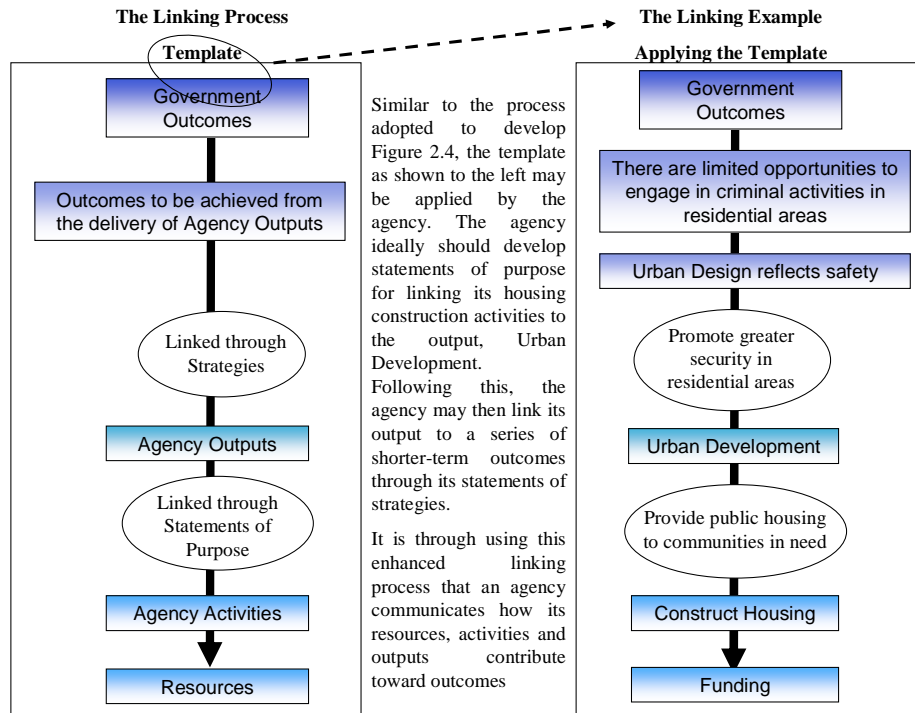 The Linking Process
Template
Government
Outcomes
Outcomes to be achieved from
the delivery of Agency Outputs
Linked through
Strategies
Agency Outputs
Linked through
Statements of
Purpose
Agency Activities
Resources
Similar to the process
adopted to develop
Figure 2.4, the template
as shown to the left may
be applied by the
agency. The agency
ideally should develop
statements of purpose
for linking its housing
construction activities to
the output, Urban
Development.
Following this, the
agency may then link its
output to a series of
shorter-term outcomes
through its statements of
strategies.
It is through using this
enhanced linking
process that an agency
communicates how its
resources, activities and
outputs contribute
toward outcomes
The Linking Example
Applying the Template
Government
Outcomes
There are limited opportunities to
engage in criminal activities in
residential areas
Urban Design reflects safety
Promote greater
security in
residential areas
Urban Development
Provide public housing
to communities in need
Construct Housing
Funding